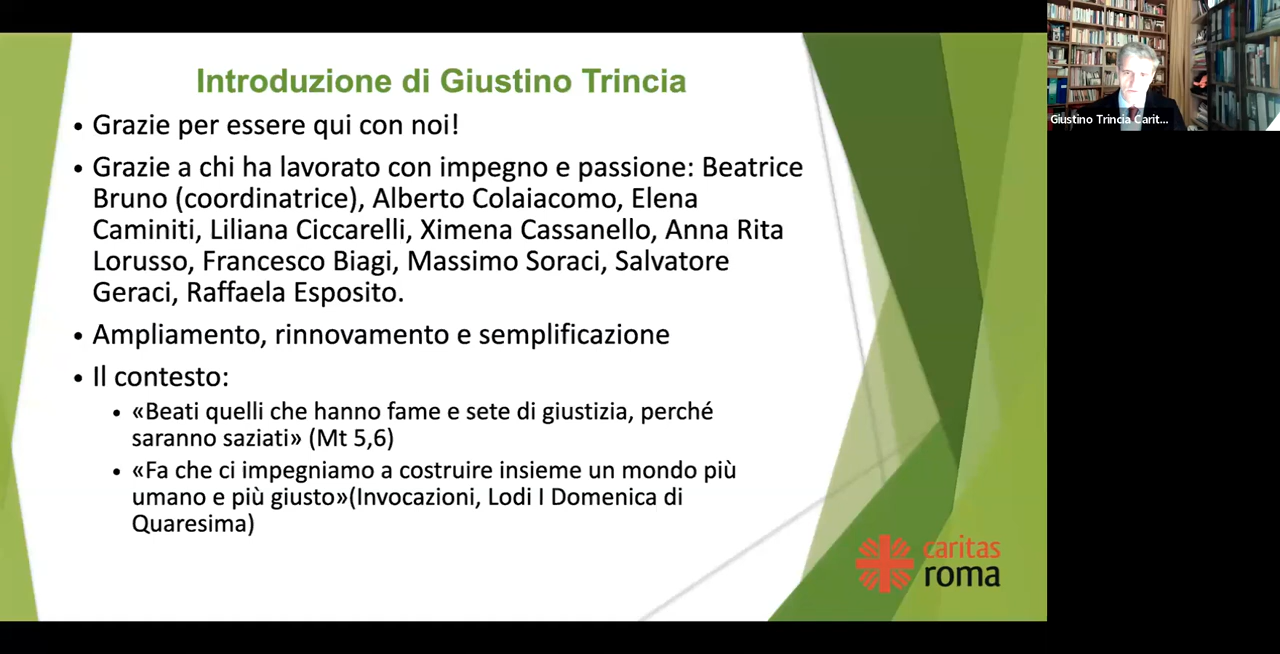 Introduzione di Giustino Trincia
• Grazie per essere qui con noi!
• Grazie a chi ha lavorato con impegno e passione: Beatrice
Bruno (coordinatrice), Alberto Colaiacomo, Elena
Caminiti, Liliana Ciccarelli, Ximena Cassanello, Anna Rita
Lorusso, Francesco Biagi, Massimo Soraci, Salvatore
Geraci, Raffaela Esposito.
• Ampliamento, rinnovamento e semplificazione
• Il contesto:
• «Beati quelli che hanno fame e sete di giustizia, perché
saranno saziati» (Mt 5,6)
• «Fa che ci impegniamo a costruire insieme un mondo più
umano e più giusto»(Invocazioni, Lodi I Domenica di
Quaresima)
caritas
roma
Giustino Trincia Carit...